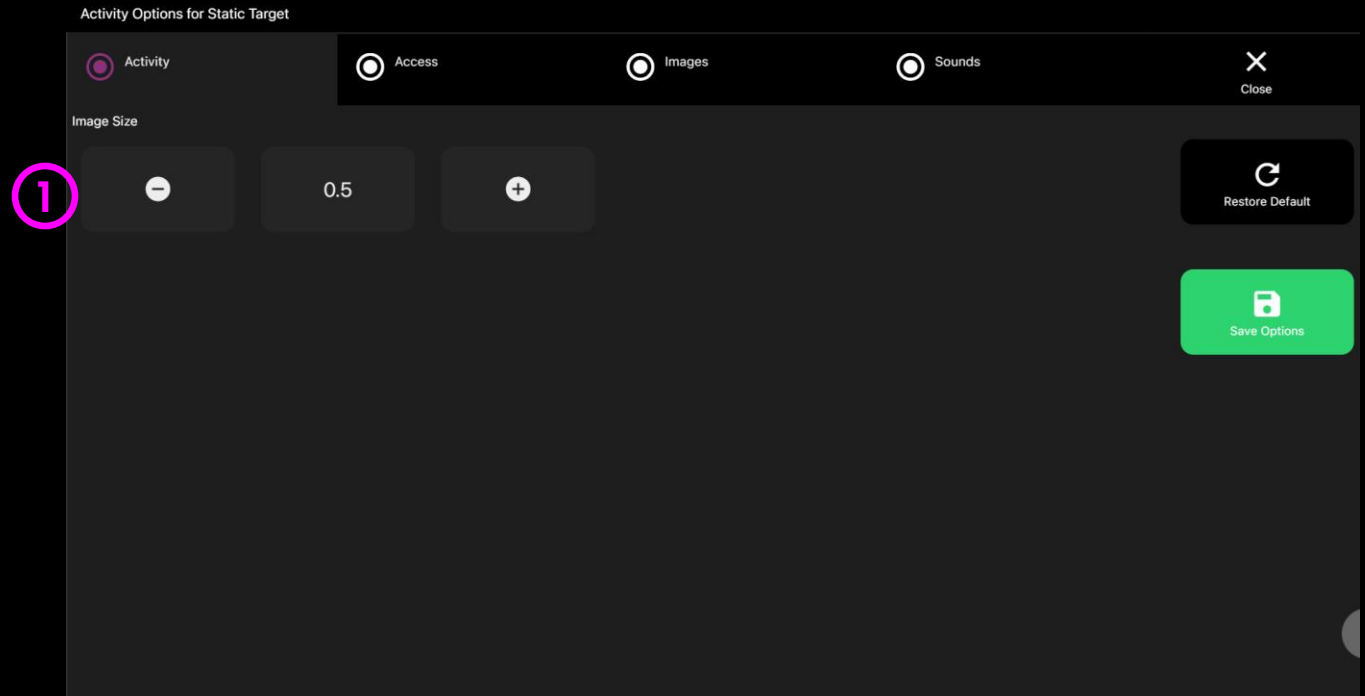 Activity Options for Static Target
Activity
Access
Images
Sounds
Close
Image Size
1
0.5
Restore Default
Save Options